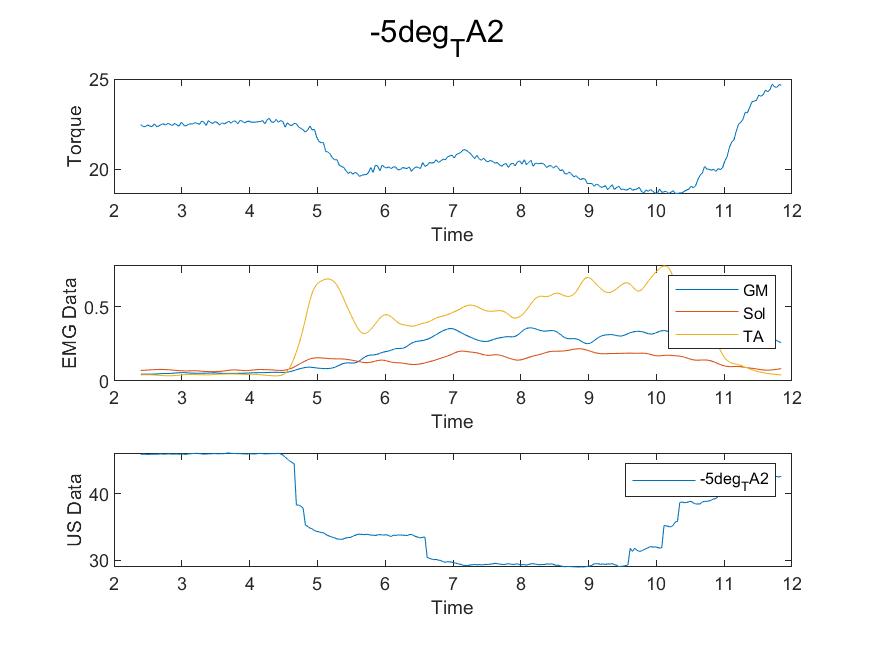 -5deg_TA2
25
20
Torque
2 3 4 5 6 7 8 9 10 11 12
Time
0.5
0
EMG Data
GM
Sol
TA
2 3 4 5 6 7 8 9 10 11 12
Time
40
30
US Data
-5deg_TA2
2 3 4 5 6 7 8 9 10 11 12
Time